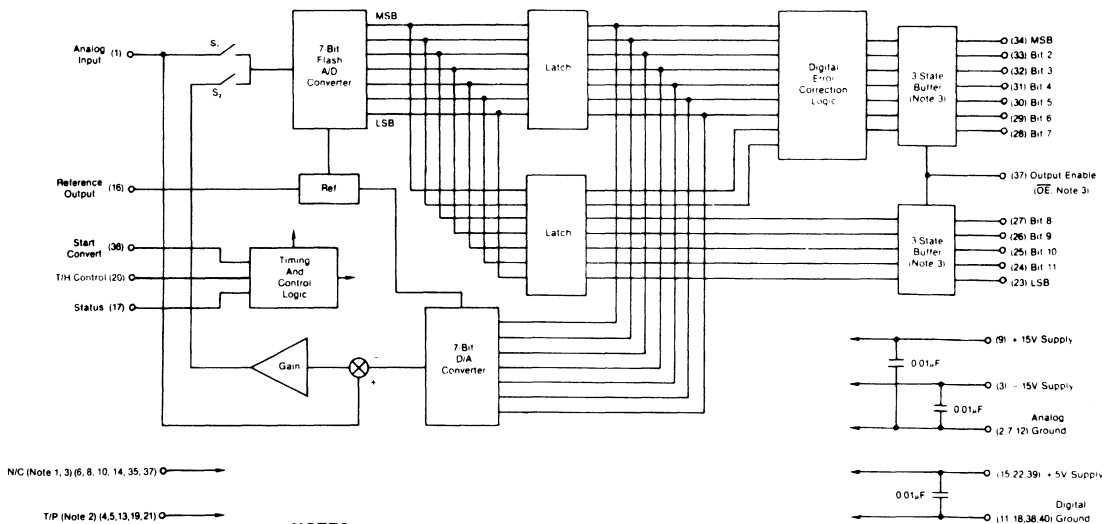 Analog (1)
Input
S₁
S₂
7-Bit
Flash
A/D
Converter
MSB
LSB
Latch
Digital
Error
Correction
Logic
3 State
Buffer
(Note 3)
(34) MSB
(33) Bit 2
(32) Bit 3
(31) Bit 4
(30) Bit 5
(29) Bit 6
(28) Bit 7
Reference (16)
Output
Ref
(37) Output Enable
(OE. Note 3)
Start (36)
Convert
T/H Control (20)
Status (17)
Timing
And
Control
Logic
Latch
3 State
Buffer
(Note 3)
(27) Bit 8
(26) Bit 9
(25) Bit 10
(24) Bit 11
(23) LSB
Gain
−
+
7-Bit
D/A
Converter
(9) + 15V Supply
0.01μF
(3) − 15V Supply
0.01μF
Analog
(2,7,12) Ground
N/C (Note 1, 3) (6, 8, 10, 14, 35, 37)
(15,22,39) + 5V Supply
0.01μF
T/P (Note 2) (4,5,13,19,21)
Digital
(11,18,38,40) Ground